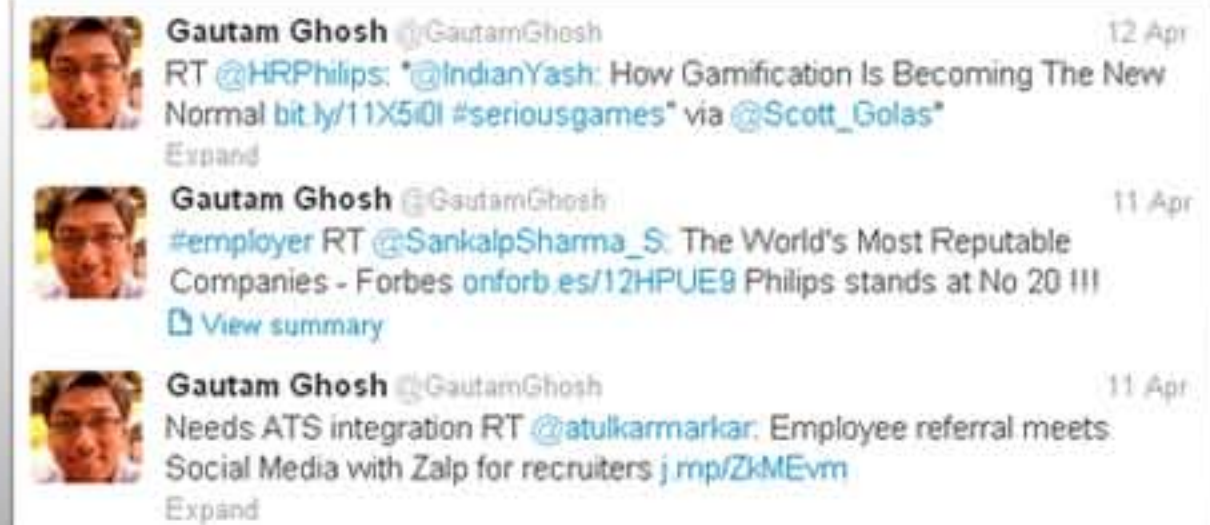 Gautam Ghosh @GautamGhosh 12 Apr
RT @HRPhilips: "@IndianYash: How Gamification Is Becoming The New
Normal bit.ly/11X5i0I #seriousgames" via @Scott_Golas"
Expand
Gautam Ghosh @GautamGhosh 11 Apr
#employer RT @SankalpSharma_S: The World's Most Reputable
Companies - Forbes onforb.es/12HPUE9 Philips stands at No 20 !!!
View summary
Gautam Ghosh @GautamGhosh 11 Apr
Needs ATS integration RT @atulkarmarkar: Employee referral meets
Social Media with Zalp for recruiters j.mp/ZkMEvm
Expand